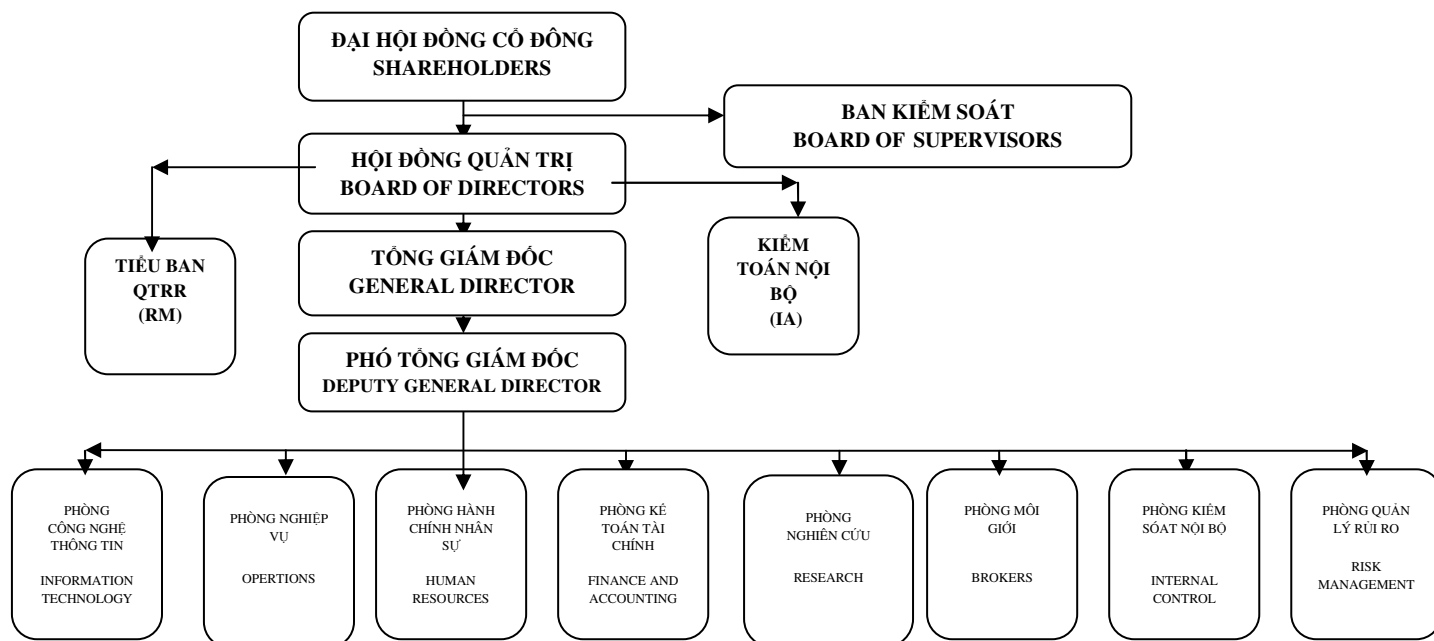 ĐẠI HỘI ĐỒNG CỔ ĐÔNG
SHAREHOLDERS
BAN KIỂM SOÁT
BOARD OF SUPERVISORS
HỘI ĐỒNG QUẢN TRỊ
BOARD OF DIRECTORS
TIỂU BAN
QTRR
(RM)
TỔNG GIÁM ĐỐC
GENERAL DIRECTOR
KIỂM
TOÁN NỘI
BỘ
(IA)
PHÓ TỔNG GIÁM ĐỐC
DEPUTY GENERAL DIRECTOR
PHÒNG
CÔNG NGHỆ
THÔNG TIN
INFORMATION
TECHNOLOGY
PHÒNG NGHIỆP
VỤ
OPERTIONS
PHÒNG HÀNH
CHÍNH NHÂN
SỰ
HUMAN
RESOURCES
PHÒNG KẾ
TOÁN TÀI
CHÍNH
FINANCE AND
ACCOUNTING
PHÒNG
NGHIÊN CỨU
RESEARCH
PHÒNG MÔI
GIỚI
BROKERS
PHÒNG KIỂM
SÓAT NỘI BỘ
INTERNAL
CONTROL
PHÒNG QUẢN
LÝ RỦI RO
RISK
MANAGEMENT